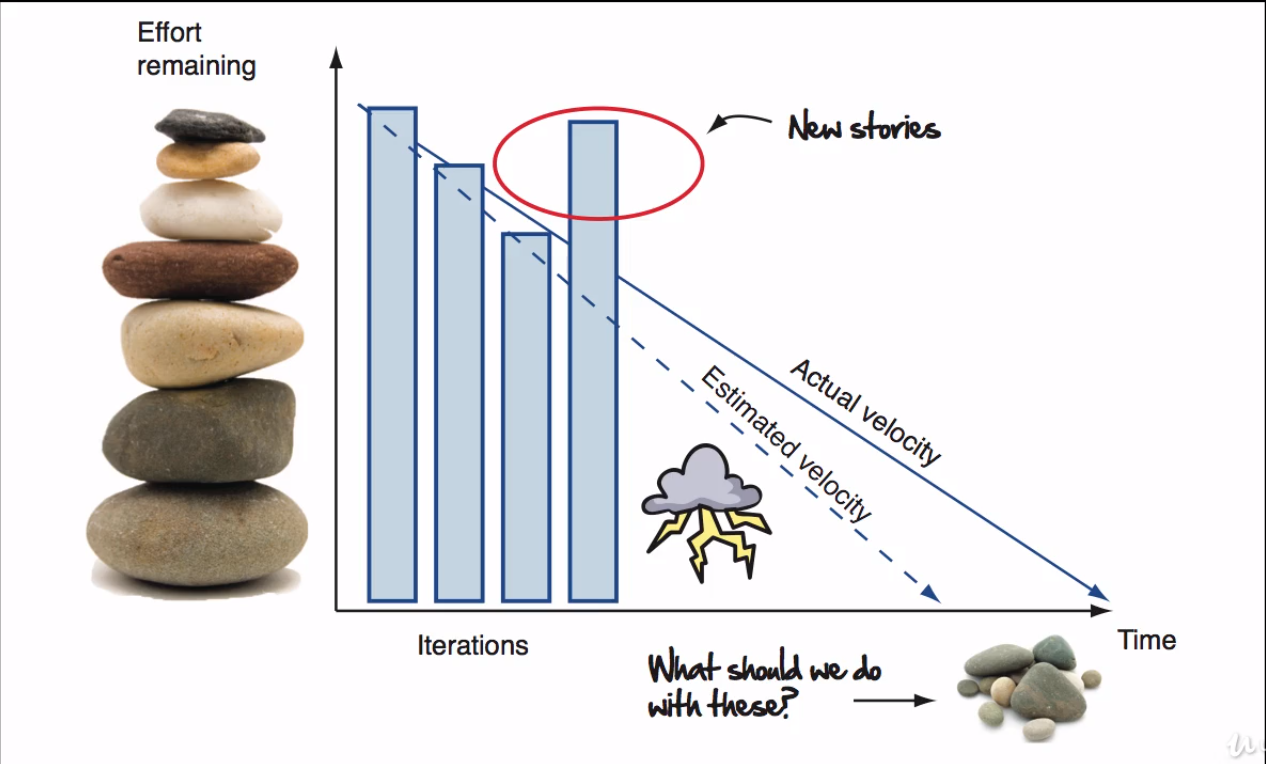 Effort
remaining
New stories
Actual velocity
Estimated velocity
Iterations
Time
What should we do
with these?